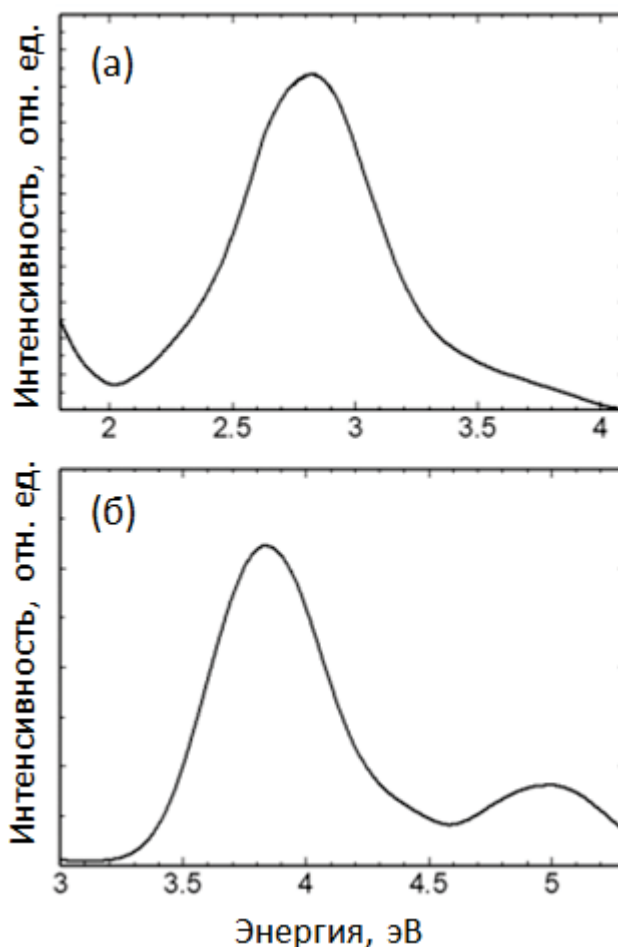 (а)
Интенсивность, отн. ед.
2 2.5 3 3.5 4
(б)
Интенсивность, отн. ед.
3 3.5 4 4.5 5
Энергия, эВ